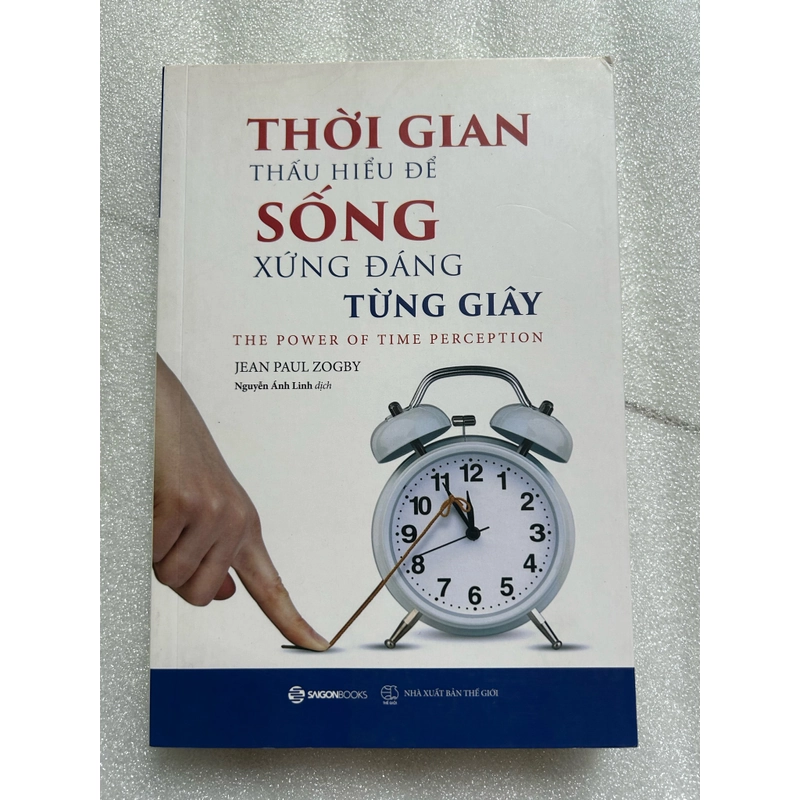 THỜI GIAN
THẤU HIỂU ĐỂ
SỐNG
XỨNG ĐÁNG
TỪNG GIÂY
THE POWER OF TIME PERCEPTION
JEAN PAUL ZOGBY
Nguyễn Ánh Linh dịch
12
11 1
10 2
9 3
8 4
7 5
6
SAIGONBOOKS
THẾ GIỚI
NHÀ XUẤT BẢN THẾ GIỚI